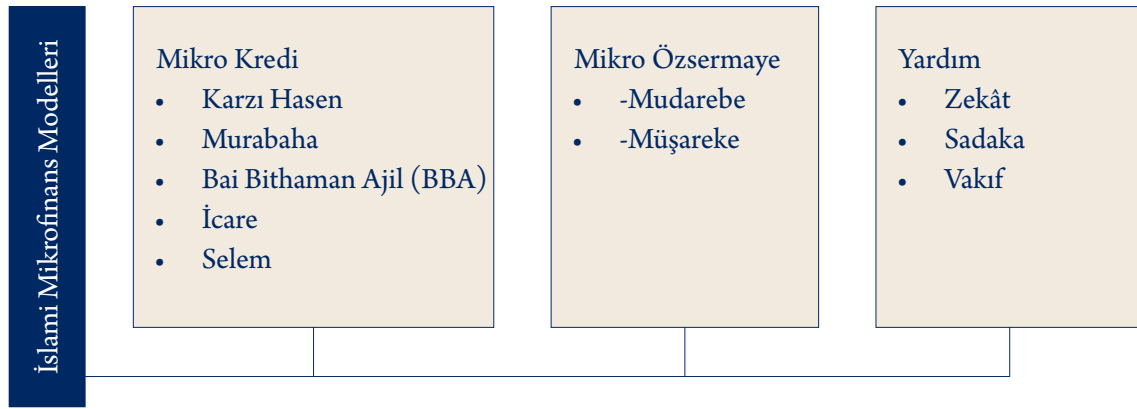 İslami Mikrofinans Modelleri
Mikro Kredi
• Karzı Hasen
• Murabaha
• Bai Bithaman Ajil (BBA)
• İcare
• Selem
Mikro Özsermaye
• -Mudarebe
• -Müşareke
Yardım
• Zekât
• Sadaka
• Vakıf